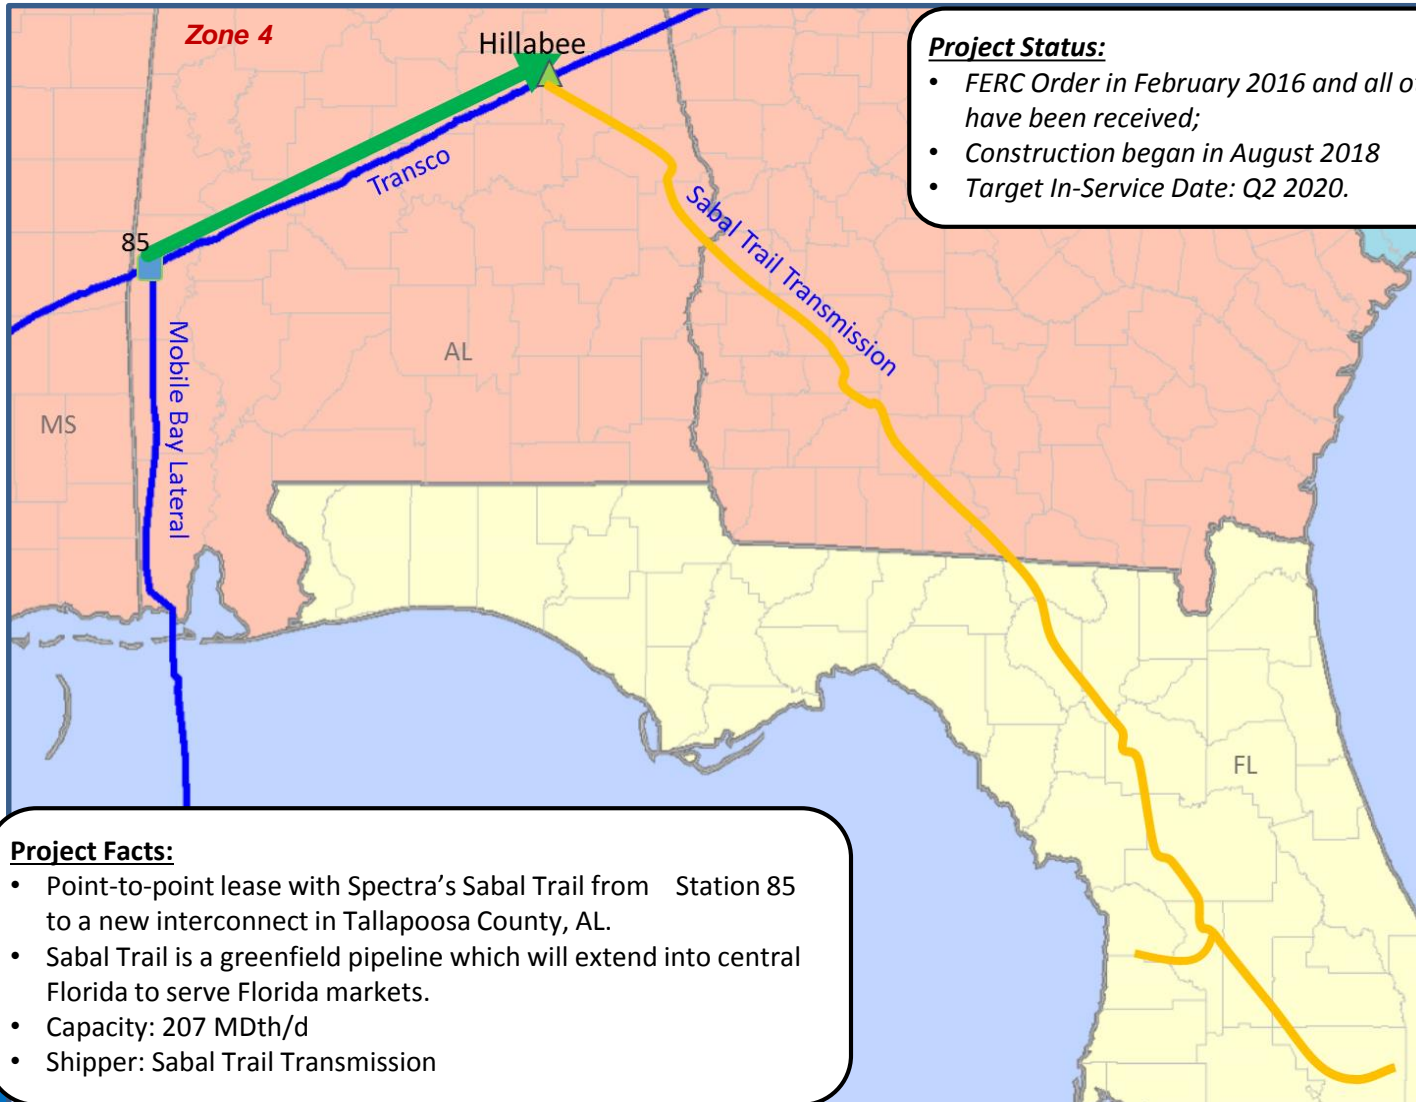 Zone 4
Hillabee
Project Status:
• FERC Order in February 2016 and all
have been received;
• Construction began in August 2018
• Target In-Service Date: Q2 2020.
Transco
85
Sabal Trail Transmission
Mobile Bay Lateral
AL
MS
FL
Project Facts:
• Point-to-point lease with Spectra’s Sabal Trail from Station 85
to a new interconnect in Tallapoosa County, AL.
• Sabal Trail is a greenfield pipeline which will extend into central
Florida to serve Florida markets.
• Capacity: 207 MDth/d
• Shipper: Sabal Trail Transmission